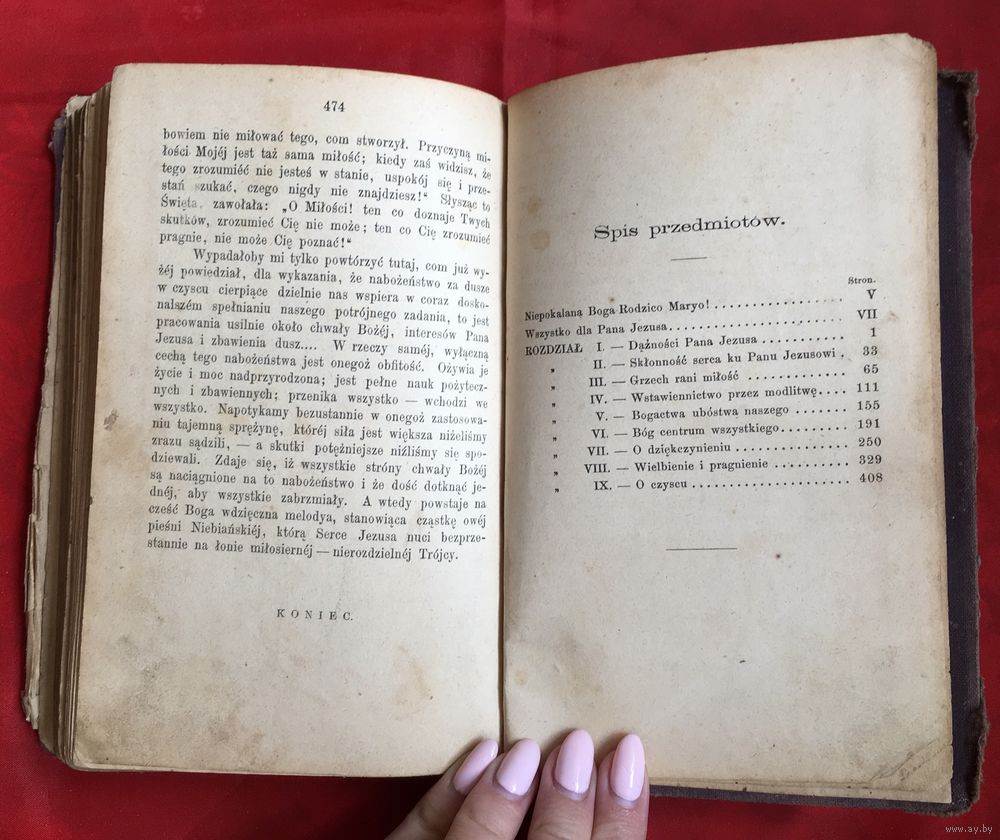 474
bowiem nie miłować tego, com stworzył. Przyczyną mi-
łości Mojéj jest taż sama miłość; kiedy zaś widzisz, że
tego zrozumiéć nie jesteś w stanie, uspokój się i prze-
stań szukać, czego nigdy nie znajdziesz!“ Słysząc to
Święta zawołała: „O Miłości! ten co doznaje Twych
skutków, zrozumieć Cię nie może; ten co Cię zrozumieć
pragnie, nie może Cię poznać!“
Wypadałoby mi tylko powtórzyć tutaj, com już wy-
żéj powiedział, dla wykazania, że nabożeństwo za dusze
w czyscu cierpiące dzielnie nas wspiera w coraz dosko-
nalszém spełnianiu naszego potrójnego zadania, to jest
pracowania usilnie około chwały Bożéj, interesów Pana
Jezusa i zbawienia dusz.... W rzeczy saméj, wyłączną
cechą tego nabożeństwa jest onegoż obfitość. Ożywia je
życie i moc nadprzyrodzona; jest pełne nauk pożytecz-
nych i zbawiennych; przenika wszystko — wchodzi we
wszystko. Napotykamy bezustannie w onegoż zastosowa-
niu tajemną sprężynę, któréj siła jest większa niżeliśmy
zrazu sądzili, — a skutki potężniejsze niźliśmy się spo-
dziewali. Zdaje się, iż wszystkie stróny chwały Bożéj
są naciągnione na to nabożeństwo i że dość dotknąć je-
dnéj, aby wszystkie zabrzmiały. A wtedy powstaje na
cześć Boga wdzięczna melodya, stanowiąca cząstkę owéj
pieśni Niebiańskiéj, którą Serce Jezusa nuci bezprze-
stannie na łonie miłosiernéj — nierozdzielnéj Trójcy.
KONIEC.
Spis przedmiotów.
Stron.
Niepokalana Boga-Rodzico Maryo! . . . . . . . . . . . . . . . . V
Wszystko dla Pana Jezusa. . . . . . . . . . . . . . . . . . . . . VII
ROZDZIAŁ I. — Dążności Pana Jezusa . . . . . . . . . . . 1
„ II. — Skłonność serca ku Panu Jezusowi . 33
„ III. — Grzech rani miłość . . . . . . . . . . . . 65
„ IV. — Wstawiennictwo przez modlitwę. . . . 111
„ V. — Bogactwa ubóstwa naszego . . . . . . . 155
„ VI. — Bóg centrum wszystkiego. . . . . . . . . 191
„ VII. — O dziękczynieniu . . . . . . . . . . . . . . 250
„ VIII. — Wielbienie i pragnienie . . . . . . . . . . 329
„ IX. — O czyscu . . . . . . . . . . . . . . . . . . . . 408
www.ay.by